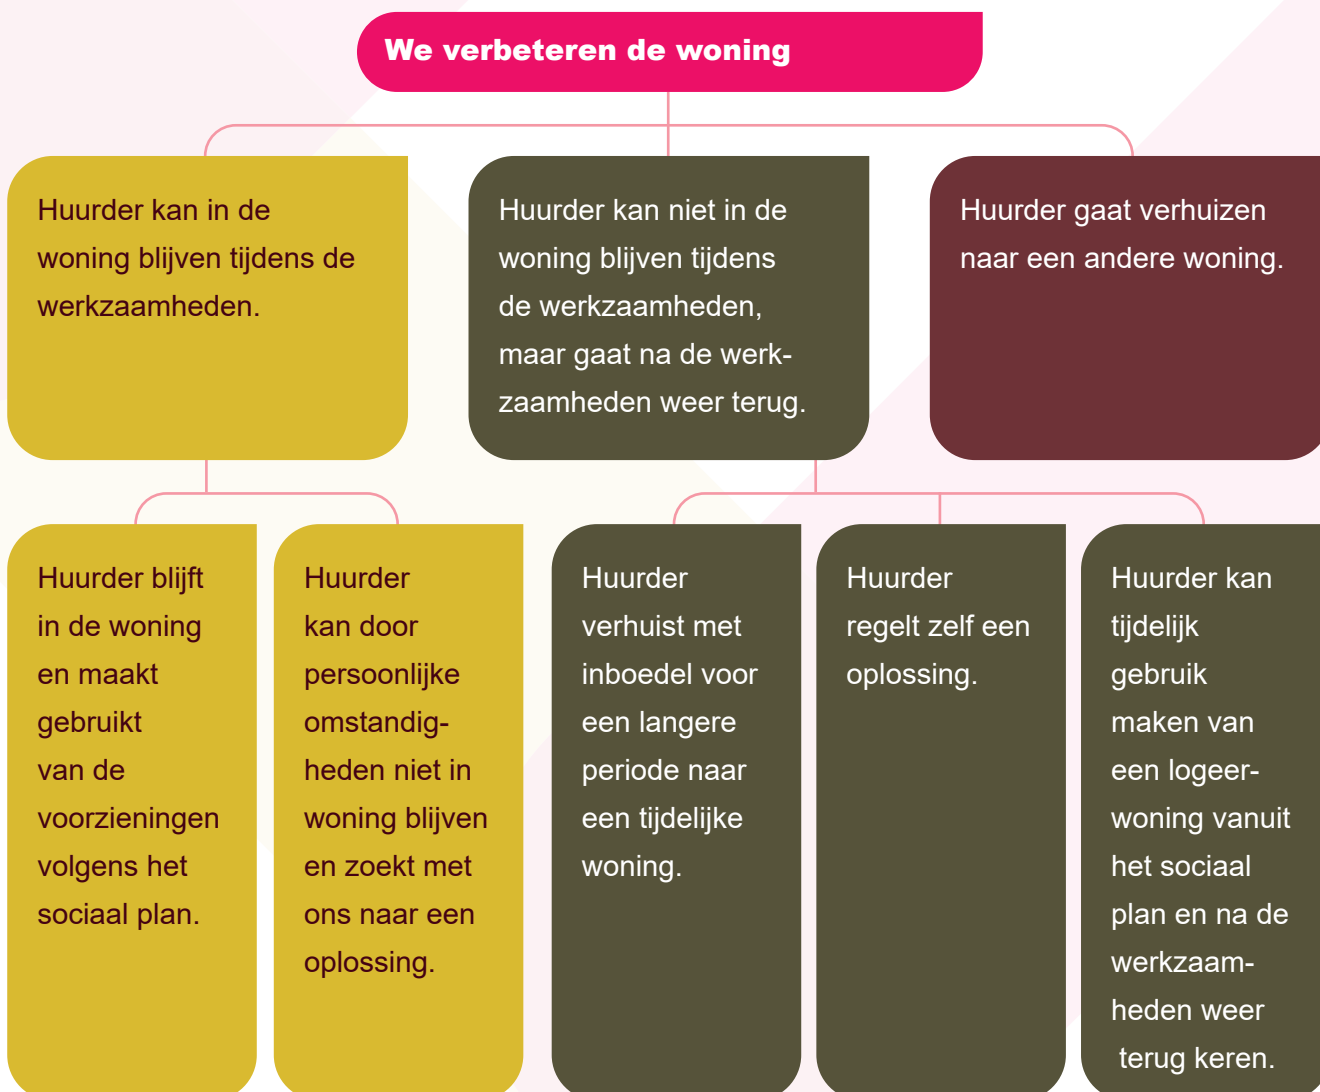 We verbeteren de woning
Huurder kan in de
woning blijven tijdens de
werkzaamheden.
Huurder kan niet in de
woning blijven tijdens
de werkzaamheden,
maar gaat na de werk-
zaamheden weer terug.
Huurder gaat verhuizen
naar een andere woning.
Huurder blijft
in de woning
en maakt
gebruikt
van de
voorzieningen
volgens het
sociaal plan.
Huurder
kan door
persoonlijke
omstandig-
heden niet in
woning blijven
en zoekt met
ons naar een
oplossing.
Huurder
verhuist met
inboedel voor
een langere
periode naar
een tijdelijke
woning.
Huurder
regelt zelf een
oplossing.
Huurder kan
tijdelijk
gebruik
maken van
een logeer-
woning vanuit
het sociaal
plan en na de
werkzaam-
heden weer
terug keren.